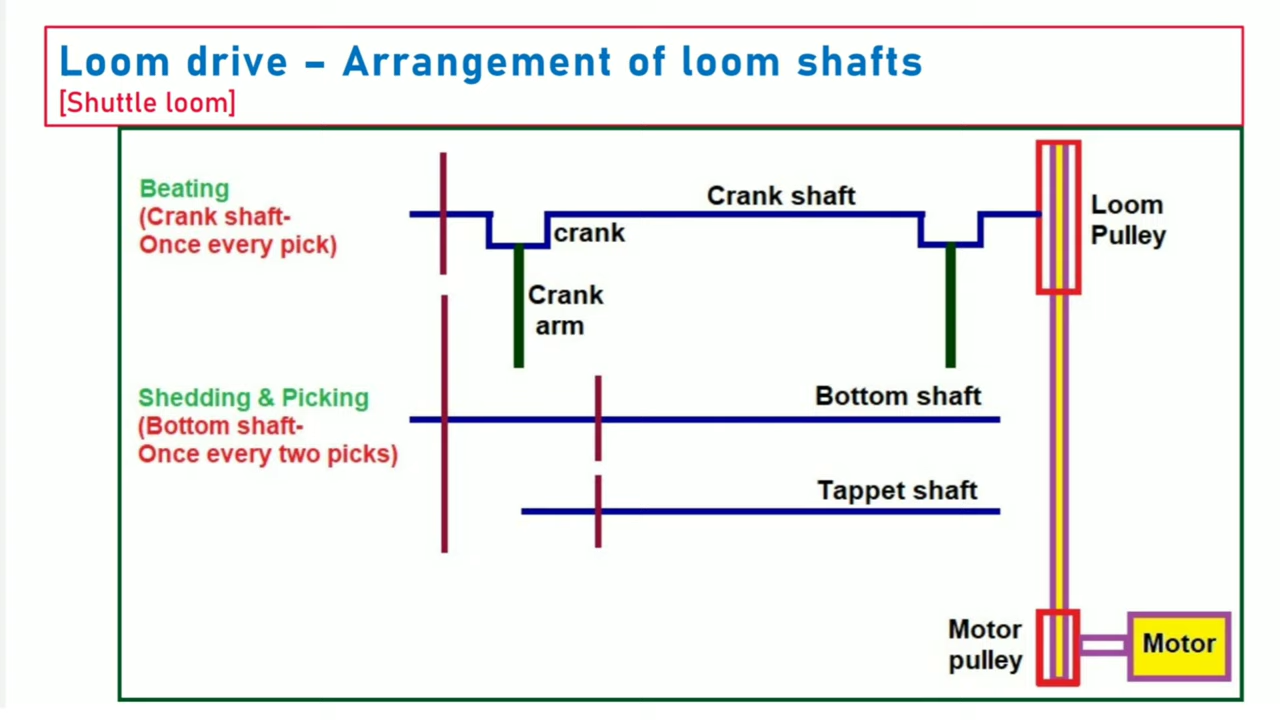 Loom drive – Arrangement of loom shafts
[Shuttle loom]
Beating
(Crank shaft-
Once every pick)
Crank shaft
crank
Crank
arm
Loom
Pulley
Shedding & Picking
(Bottom shaft-
Once every two picks)
Bottom shaft
Tappet shaft
Motor
pulley
Motor